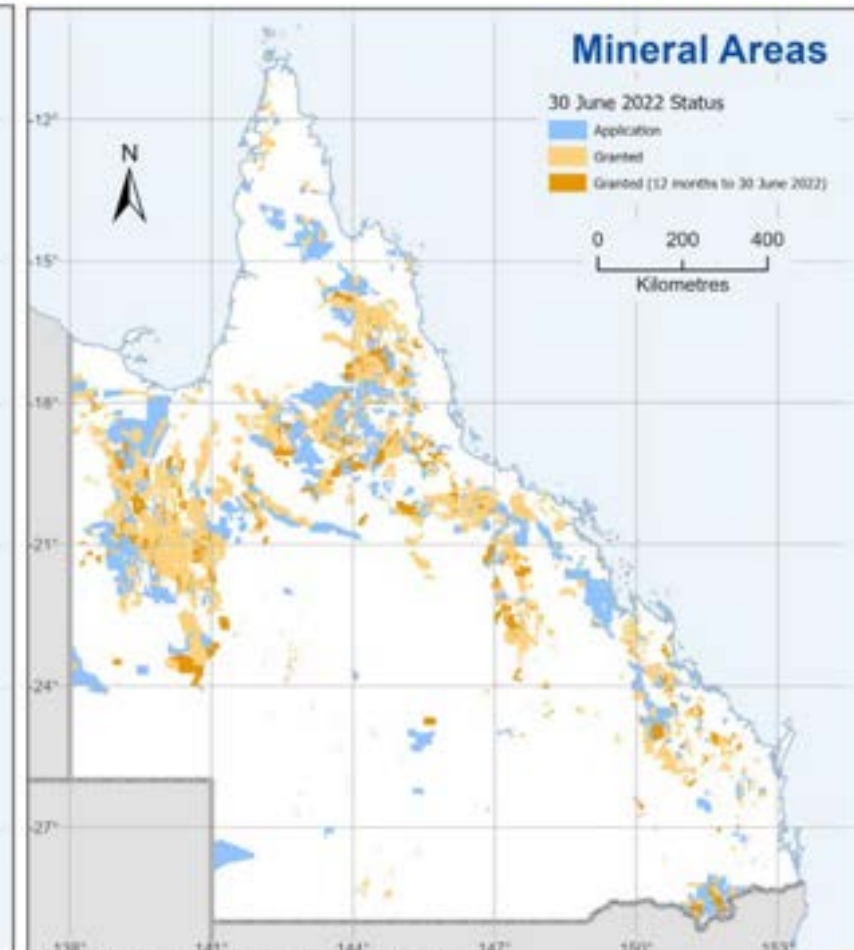 Mineral Areas
30 June 2022 Status
Application
Granted
Granted (12 months to 30 June 2022)
N
0 200 400
Kilometres
-12°
-15°
-18°
-21°
-24°
-27°
138° 141° 144° 147° 150° 153°